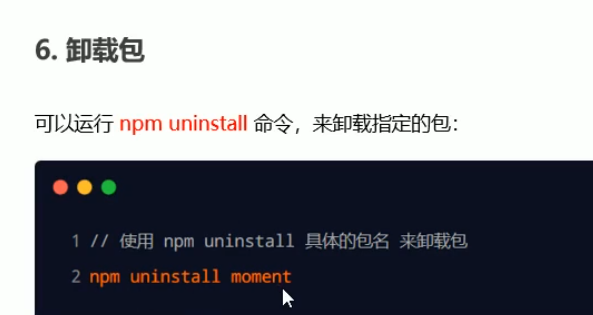 6. 卸载包
可以运行 npm uninstall 命令，来卸载指定的包：
1 // 使用 npm uninstall 具体的包名 来卸载包
2 npm uninstall moment